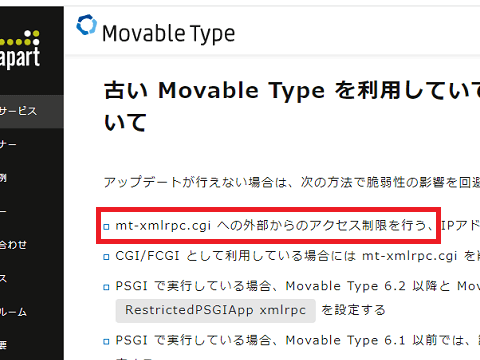 apart
Movable Type
サービス
古い Movable Type を利用していて
いて
アップデートが行えない場合は、次の方法で脆弱性の影響を回避
mt-xmlrpc.cgi への外部からのアクセス制限を行う、IPアド
CGI/FCGI として利用している場合には mt-xmlrpc.cgi を
PSGI で実行している場合、Movable Type 6.2 以降と Mov
RestrictedPSGIApp xmlrpc を設定する
PSGI で実行している場合、Movable Type 6.1 以前では、
ナー
例
ー
合わせ
ス
ルーム
要